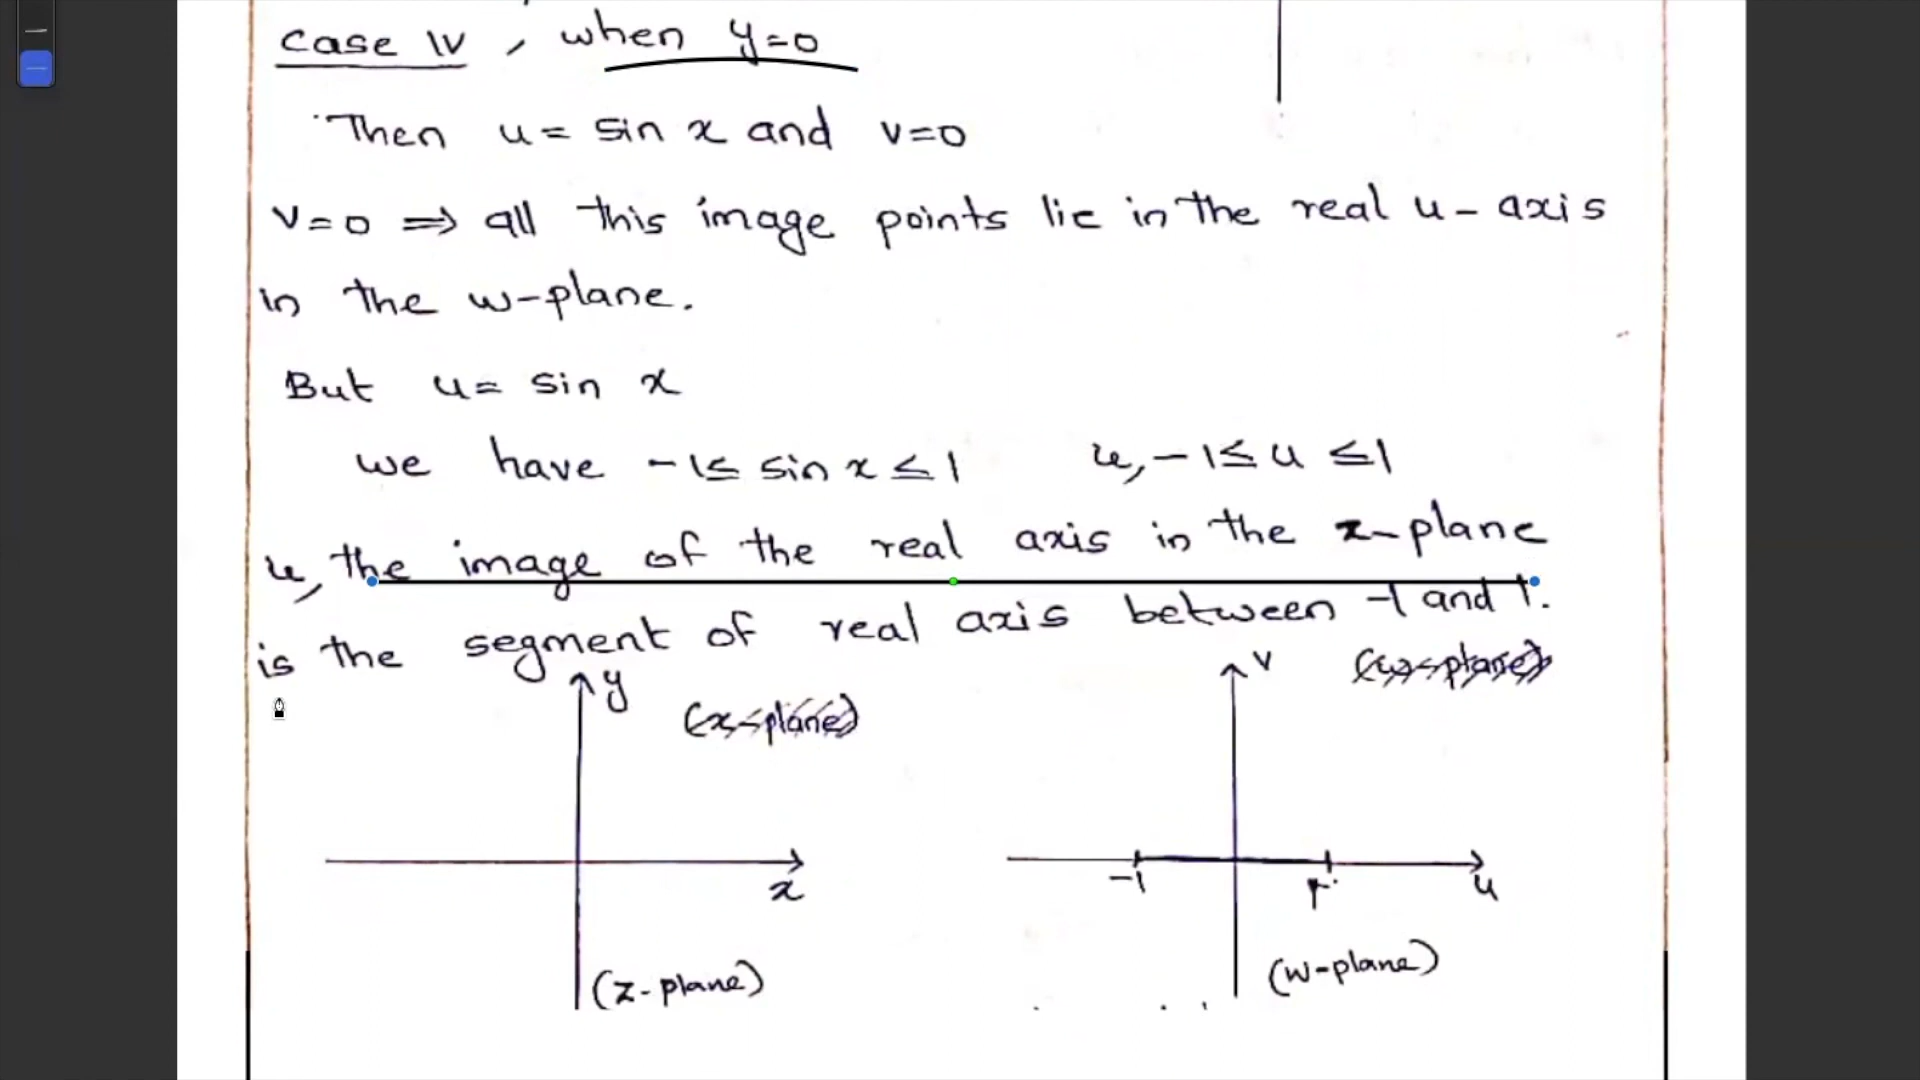 Case IV, when y=0
Then u = sin x and v=0
v=0 ⇒ all this image points lie in the real u-axis
in the w-plane.
But u = sin x
we have -1≤ sin x ≤1 ie, -1≤ u ≤1
ie, the image of the real axis in the z-plane
is the segment of real axis between -1 and 1.
y
v
x
-1
1
u
(z-plane)
(w-plane)